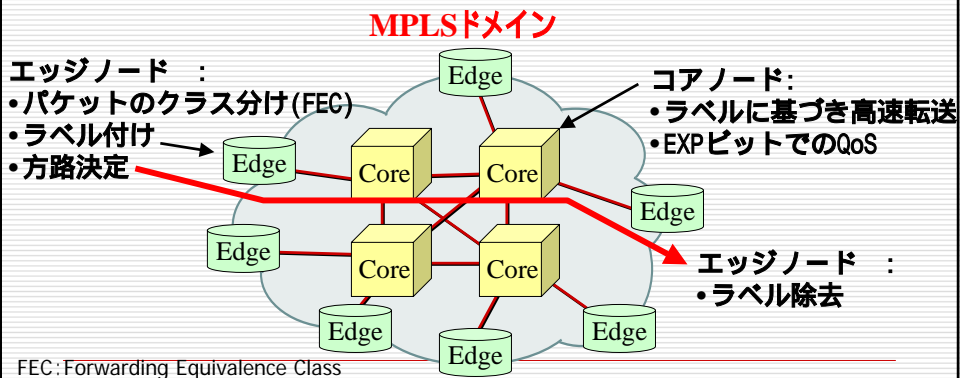 MPLSドメイン
エッジノード :
•パケットのクラス分け(FEC)
•ラベル付け
•方路決定
コアノード:
•ラベルに基づき高速転送
•EXPビットでのQoS
Edge
Edge
Core
Core
Edge
Edge
Core
Core
エッジノード :
•ラベル除去
Edge
Edge
Edge
FEC:Forwarding Equivalence Class